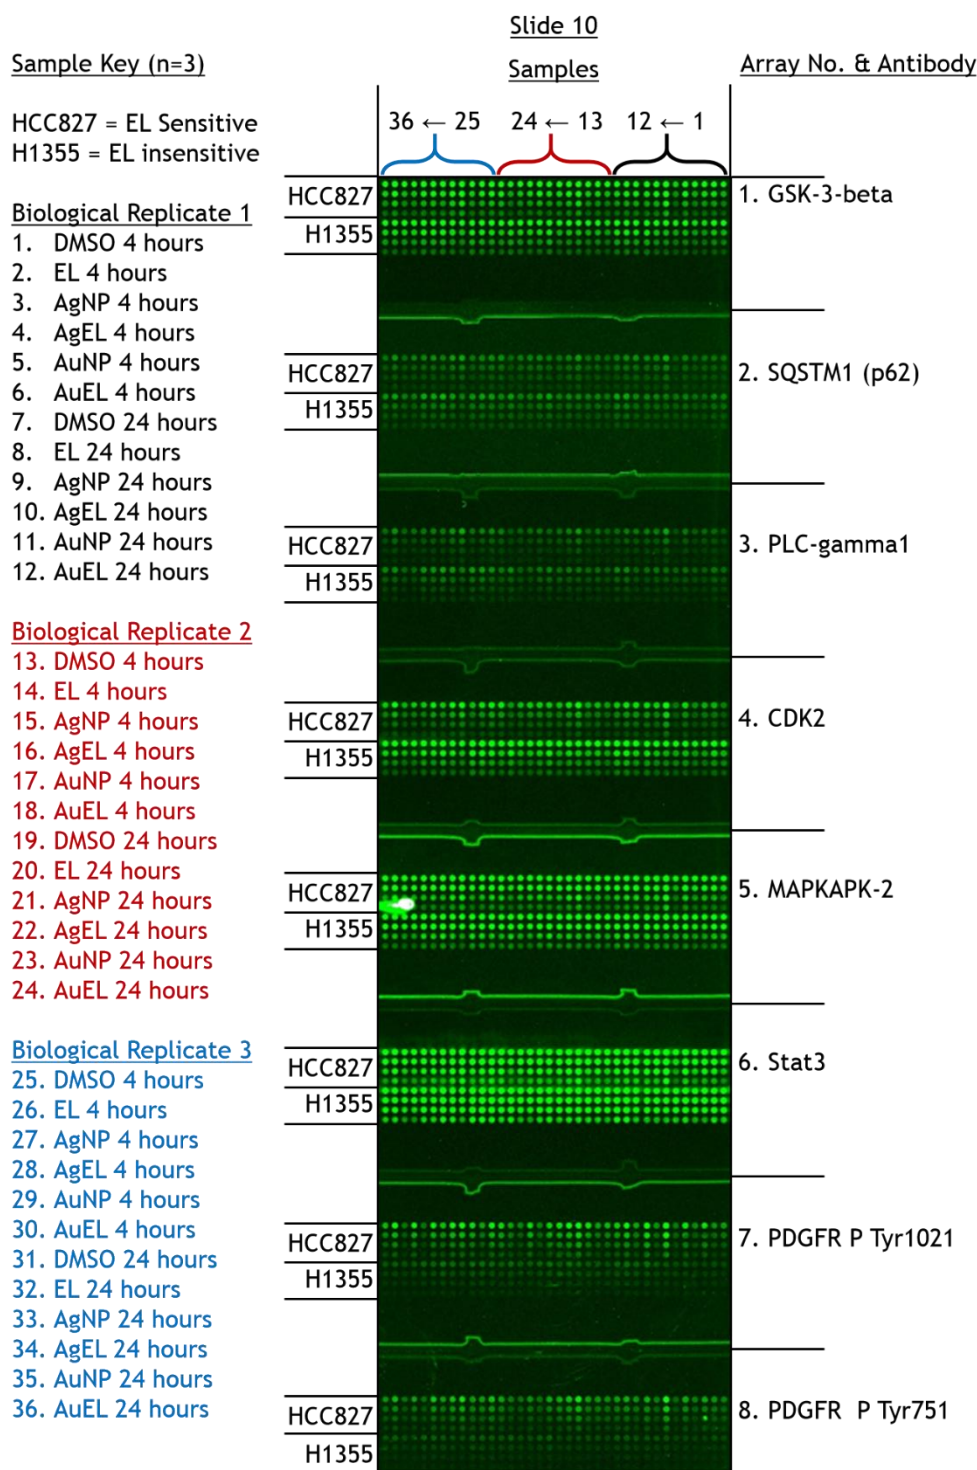 Slide 10
Sample Key (n=3)
Samples
Array No. & Antibody
HCC827 = EL Sensitive
H1355 = EL insensitive
36 ← 25
24 ← 13
12 ← 1
Biological Replicate 1
1. DMSO 4 hours
2. EL 4 hours
3. AgNP 4 hours
4. AgEL 4 hours
5. AuNP 4 hours
6. AuEL 4 hours
7. DMSO 24 hours
8. EL 24 hours
9. AgNP 24 hours
10. AgEL 24 hours
11. AuNP 24 hours
12. AuEL 24 hours
Biological Replicate 2
13. DMSO 4 hours
14. EL 4 hours
15. AgNP 4 hours
16. AgEL 4 hours
17. AuNP 4 hours
18. AuEL 4 hours
19. DMSO 24 hours
20. EL 24 hours
21. AgNP 24 hours
22. AgEL 24 hours
23. AuNP 24 hours
24. AuEL 24 hours
Biological Replicate 3
25. DMSO 4 hours
26. EL 4 hours
27. AgNP 4 hours
28. AgEL 4 hours
29. AuNP 4 hours
30. AuEL 4 hours
31. DMSO 24 hours
32. EL 24 hours
33. AgNP 24 hours
34. AgEL 24 hours
35. AuNP 24 hours
36. AuEL 24 hours
HCC827
H1355
1. GSK-3-beta
HCC827
H1355
2. SQSTM1 (p62)
HCC827
H1355
3. PLC-gamma1
HCC827
H1355
4. CDK2
HCC827
H1355
5. MAPKAPK-2
HCC827
H1355
6. Stat3
HCC827
H1355
7. PDGFR P Tyr1021
HCC827
H1355
8. PDGFR P Tyr751